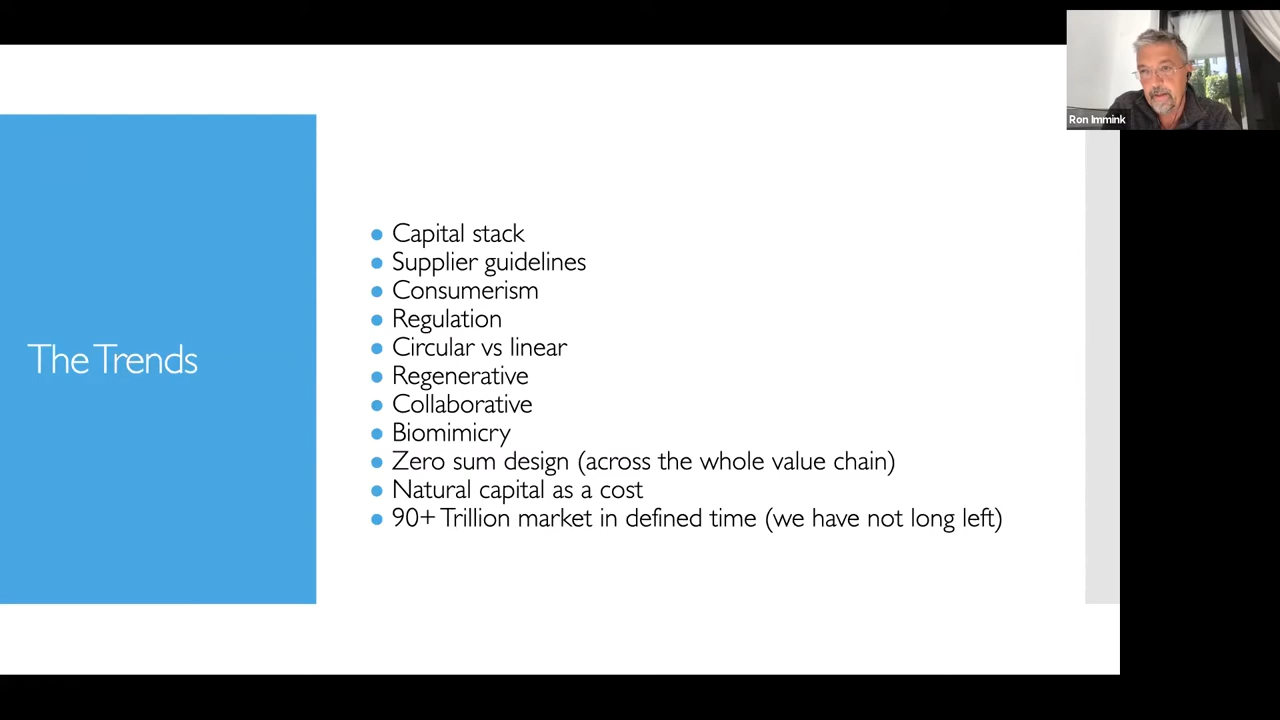 Ron Immink
The Trends
● Capital stack
● Supplier guidelines
● Consumerism
● Regulation
● Circular vs linear
● Regenerative
● Collaborative
● Biomimicry
● Zero sum design (across the whole value chain)
● Natural capital as a cost
● 90+ Trillion market in defined time (we have not long left)